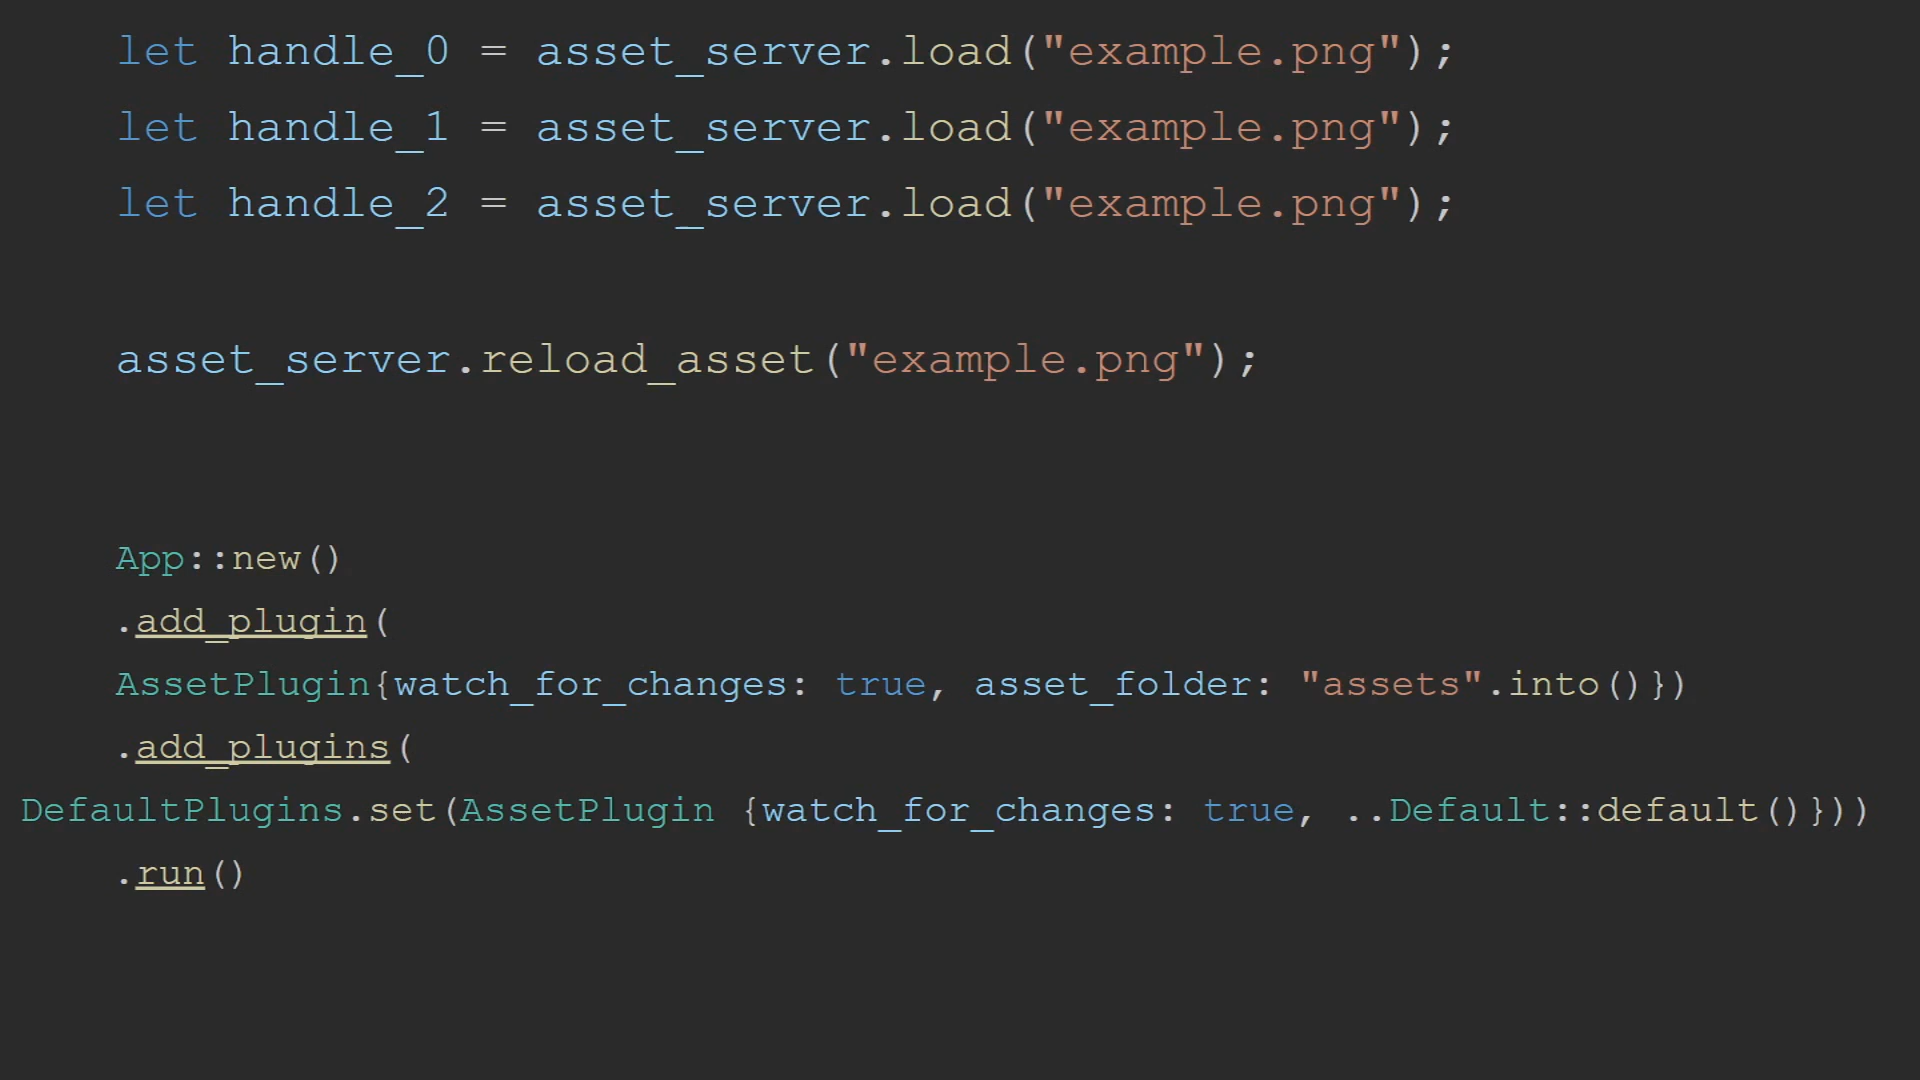 let handle_0 = asset_server.load("example.png");
let handle_1 = asset_server.load("example.png");
let handle_2 = asset_server.load("example.png");
asset_server.reload_asset("example.png");
App::new()
.add_plugin(
AssetPlugin{watch_for_changes: true, asset_folder: "assets".into()})
.add_plugins(
DefaultPlugins.set(AssetPlugin {watch_for_changes: true, ..Default::default()}))
.run()